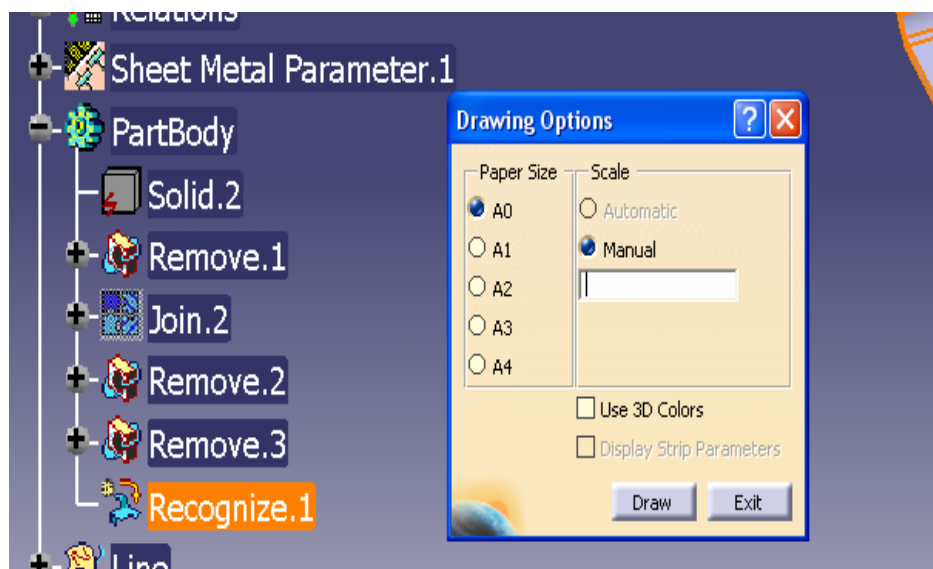 Relations
Sheet Metal Parameter.1
PartBody
Solid.2
Remove.1
Join.2
Remove.2
Remove.3
Recognize.1
Line
Drawing Options
Paper Size
A0
A1
A2
A3
A4
Scale
Automatic
Manual
Use 3D Colors
Display Strip Parameters
Draw
Exit